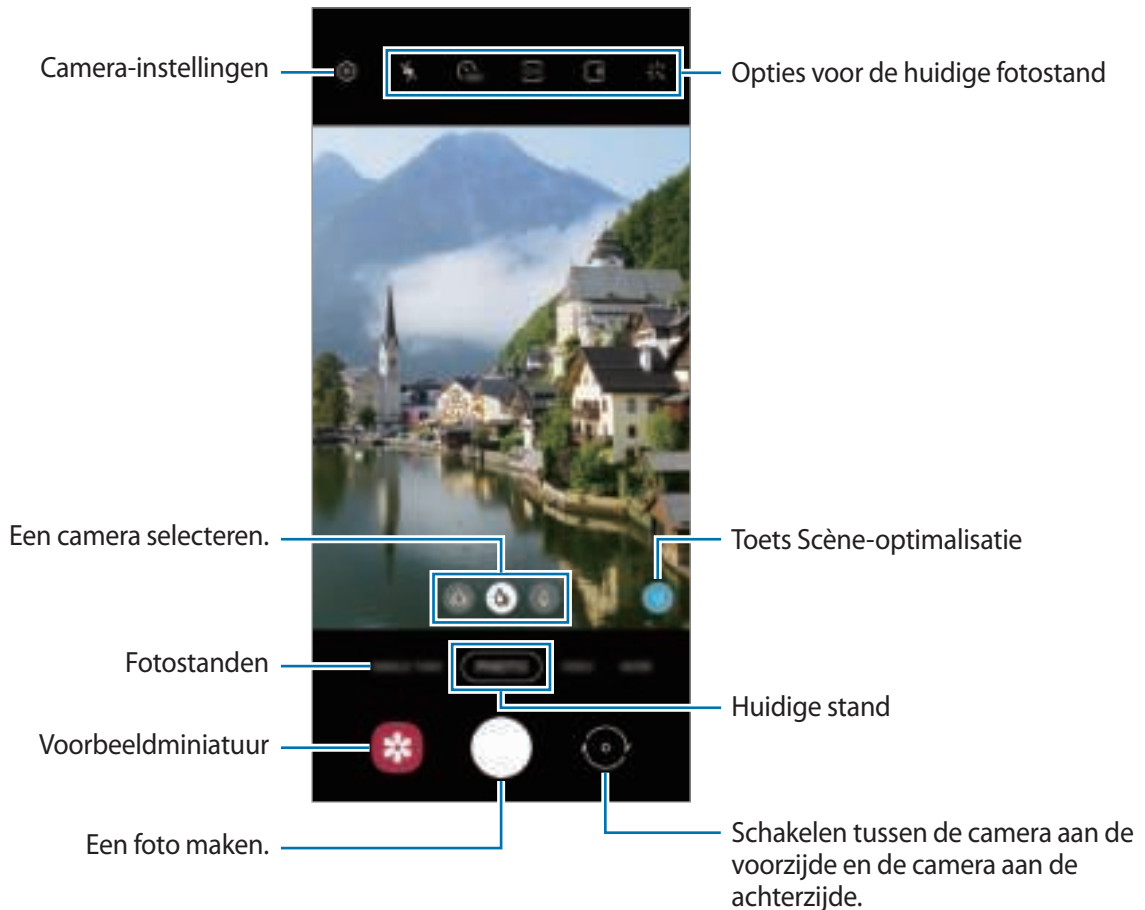 Camera-instellingen
Opties voor de huidige fotostand
Een camera selecteren.
Toets Scène-optimalisatie
Fotostanden
Huidige stand
Voorbeeldminiatuur
Een foto maken.
Schakelen tussen de camera aan de
voorzijde en de camera aan de
achterzijde.